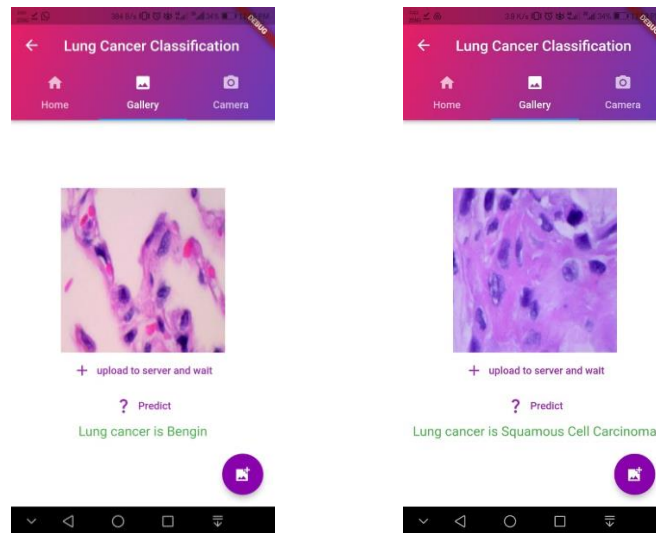 DEBUG
Lung Cancer Classification
Home Gallery Camera
upload to server and wait
? Predict
Lung cancer is Bengin
DEBUG
Lung Cancer Classification
Home Gallery Camera
upload to server and wait
? Predict
Lung cancer is Squamous Cell Carcinoma